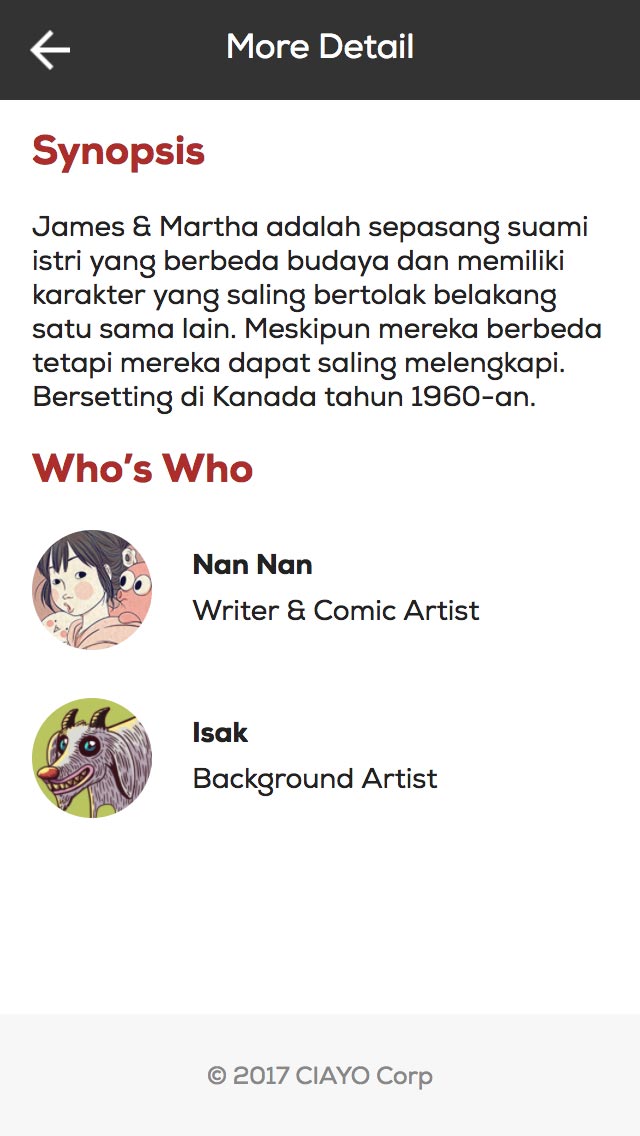 More Detail
Synopsis
James & Martha adalah sepasang suami
istri yang berbeda budaya dan memiliki
karakter yang saling bertolak belakang
satu sama lain. Meskipun mereka berbeda
tetapi mereka dapat saling melengkapi.
Bersetting di Kanada tahun 1960-an.
Who's Who
Nan Nan
Writer & Comic Artist
Isak
Background Artist
© 2017 CIAYO Corp